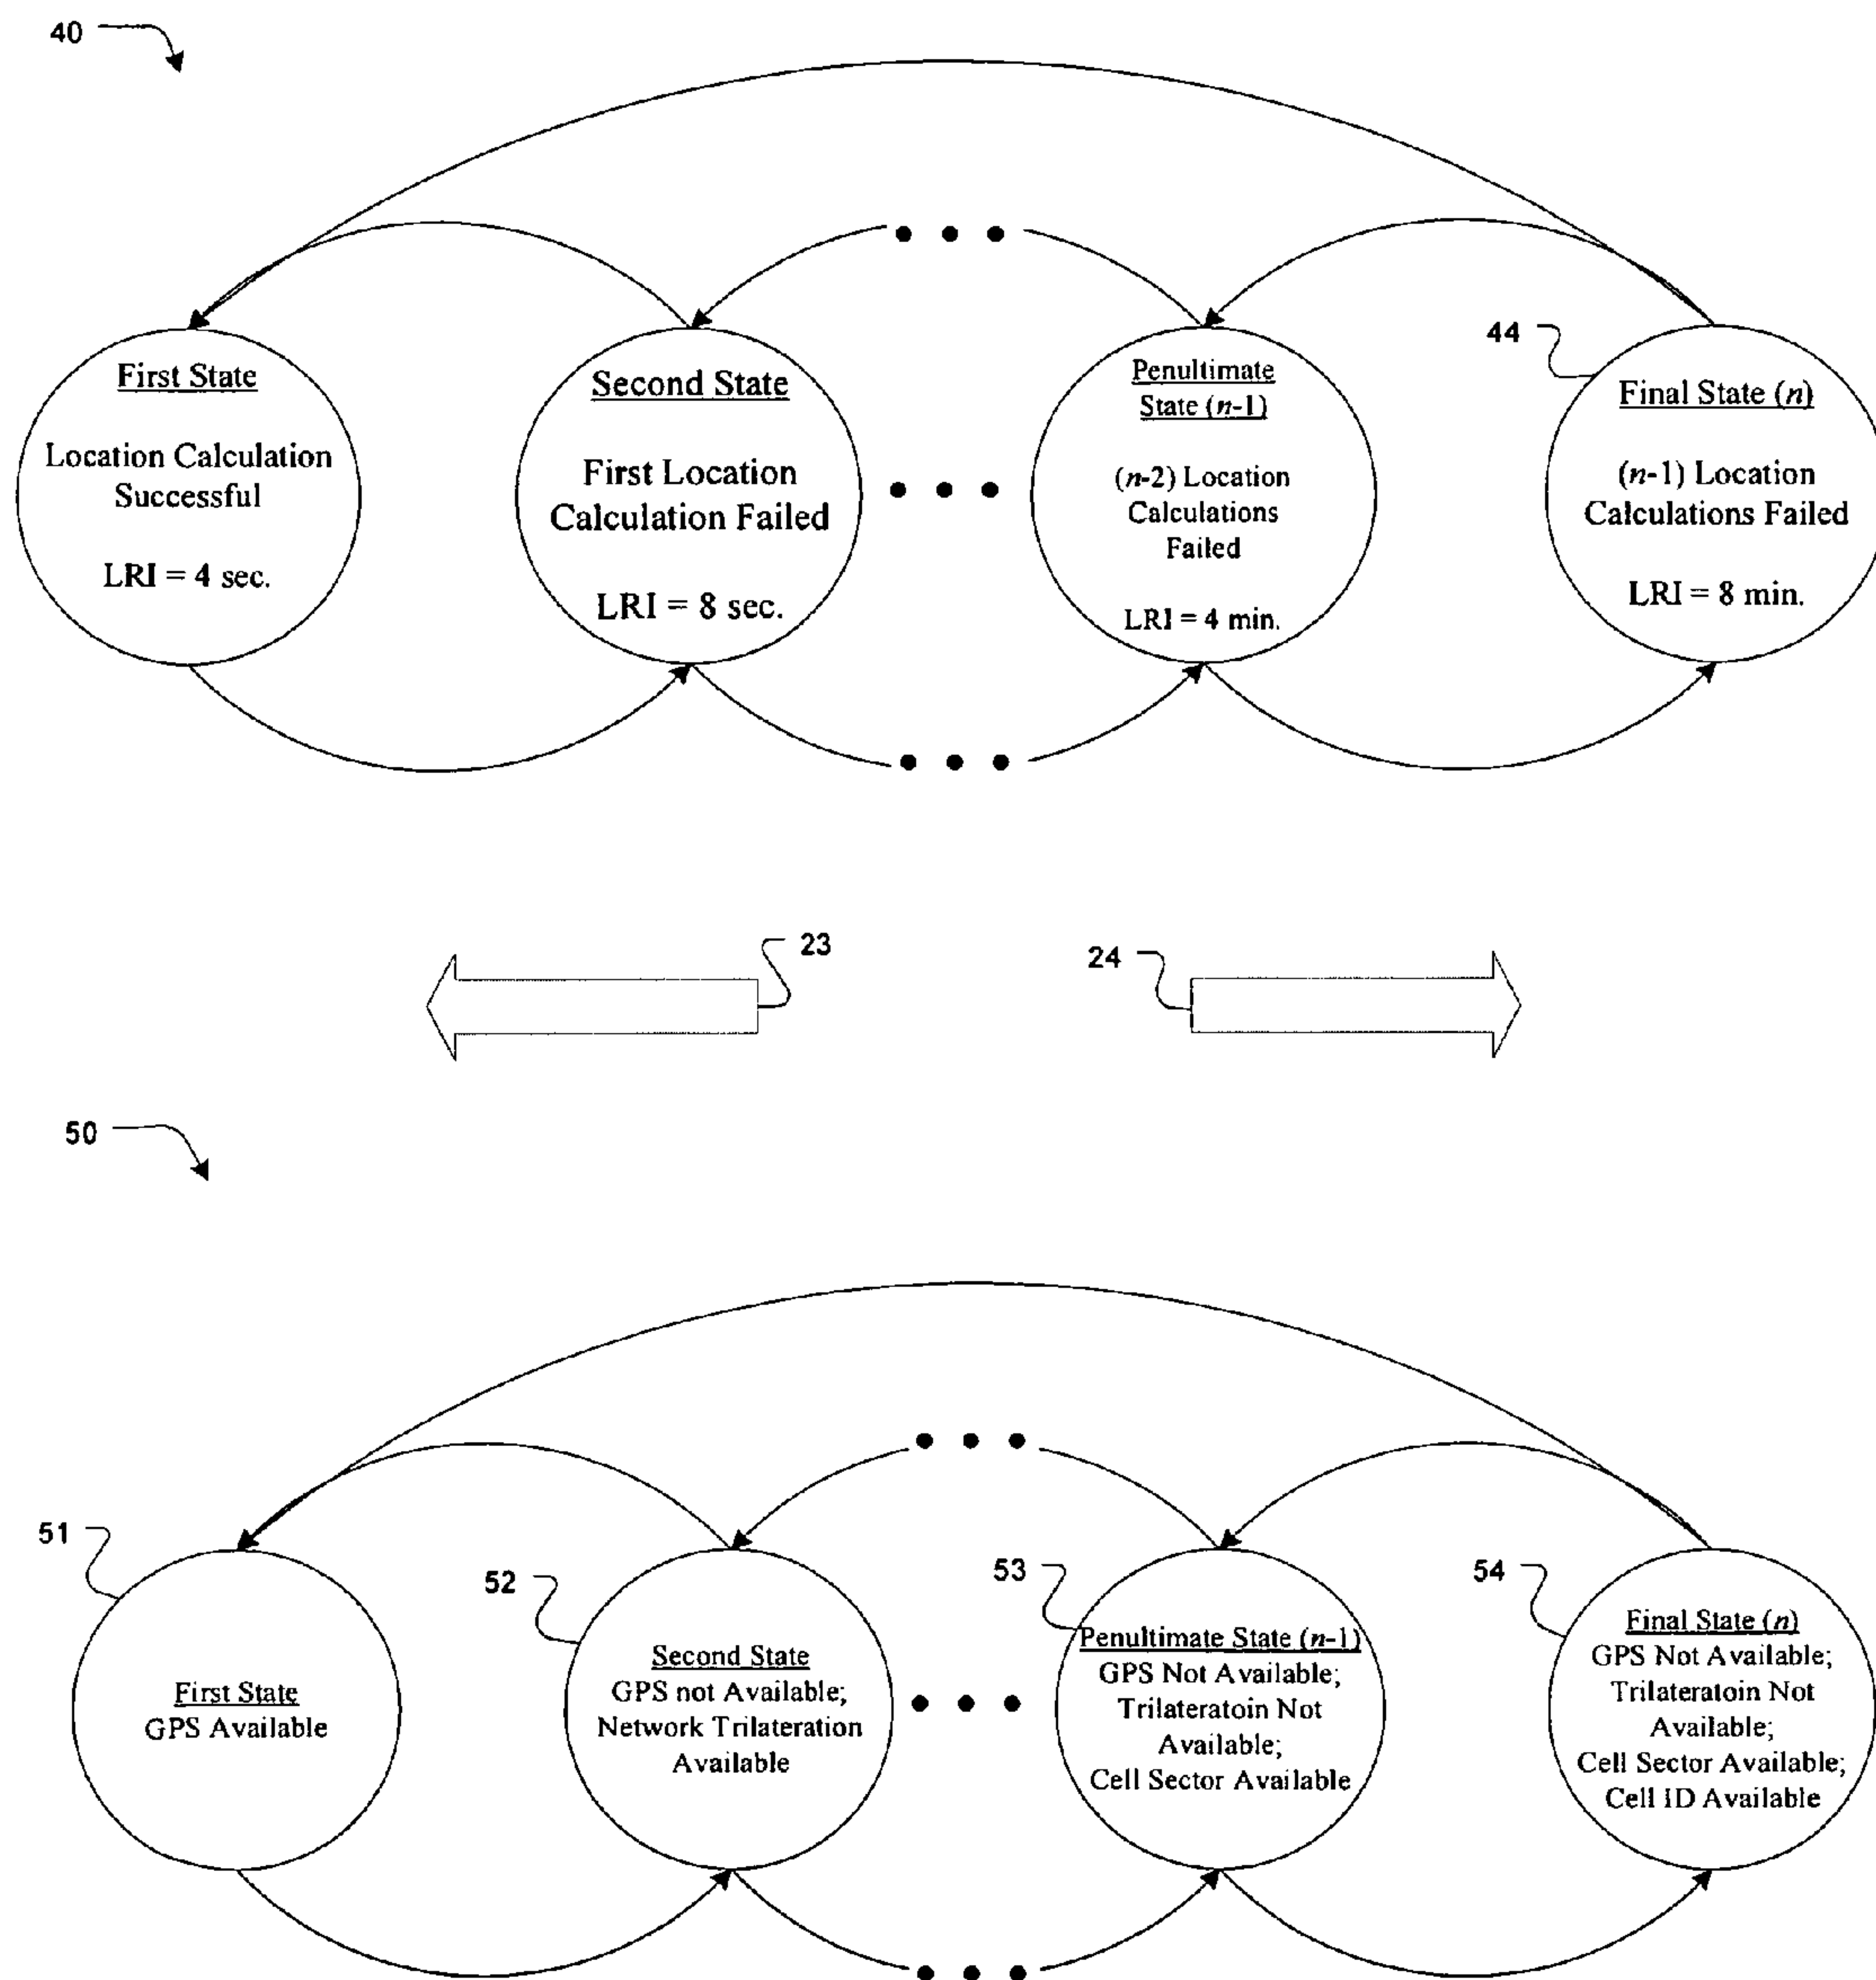 40
First State
Location Calculation
Successful
LRI = 4 sec.
Second State
First Location
Calculation Failed
LRI = 8 sec.
Penultimate
State (n-1)
(n-2) Location
Calculations
Failed
LRI = 4 min.
44
Final State (n)
(n-1) Location
Calculations Failed
LRI = 8 min.
23
24
50
51
First State
GPS Available
52
Second State
GPS not Available;
Network Trilateration
Available
53
Penultimate State (n-1)
GPS Not Available;
Trilateratoin Not
Available;
Cell Sector Available
54
Final State (n)
GPS Not Available;
Trilateratoin Not
Available;
Cell Sector Available;
Cell ID Available